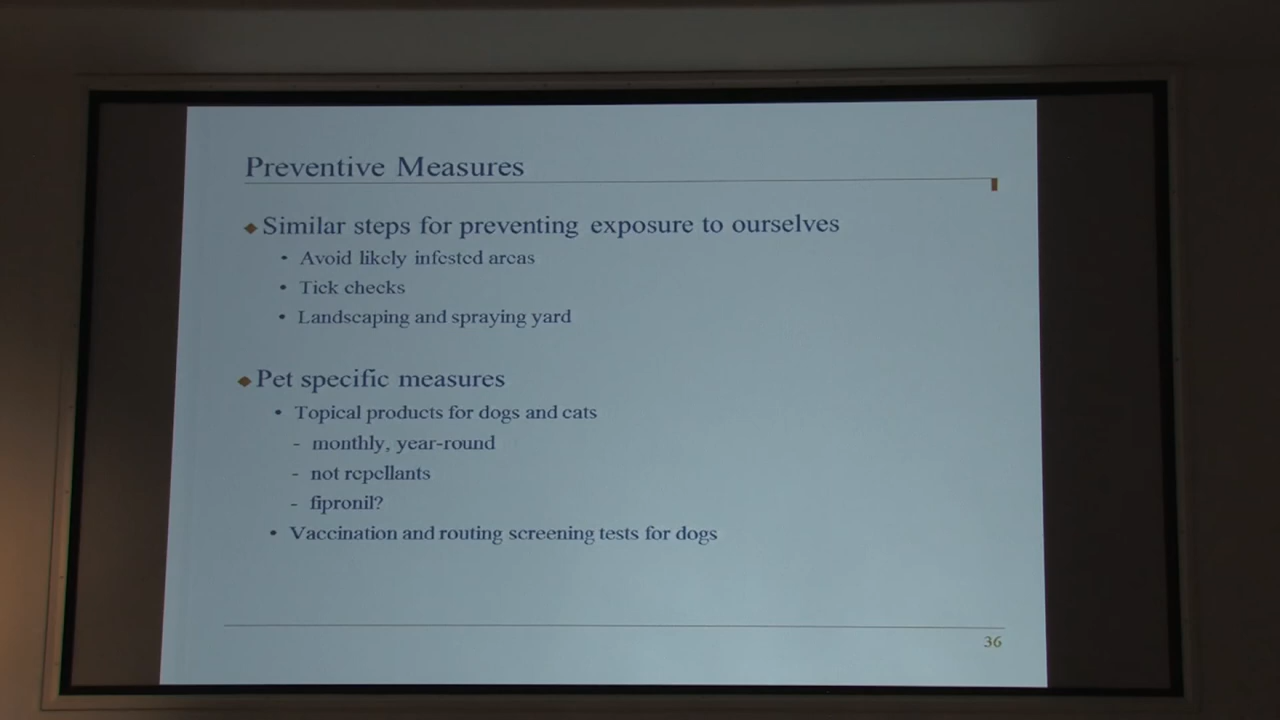 Preventive Measures
◆ Similar steps for preventing exposure to ourselves
• Avoid likely infested areas
• Tick checks
• Landscaping and spraying yard
◆ Pet specific measures
• Topical products for dogs and cats
- monthly, year-round
- not repellants
- fipronil?
• Vaccination and routing screening tests for dogs
36